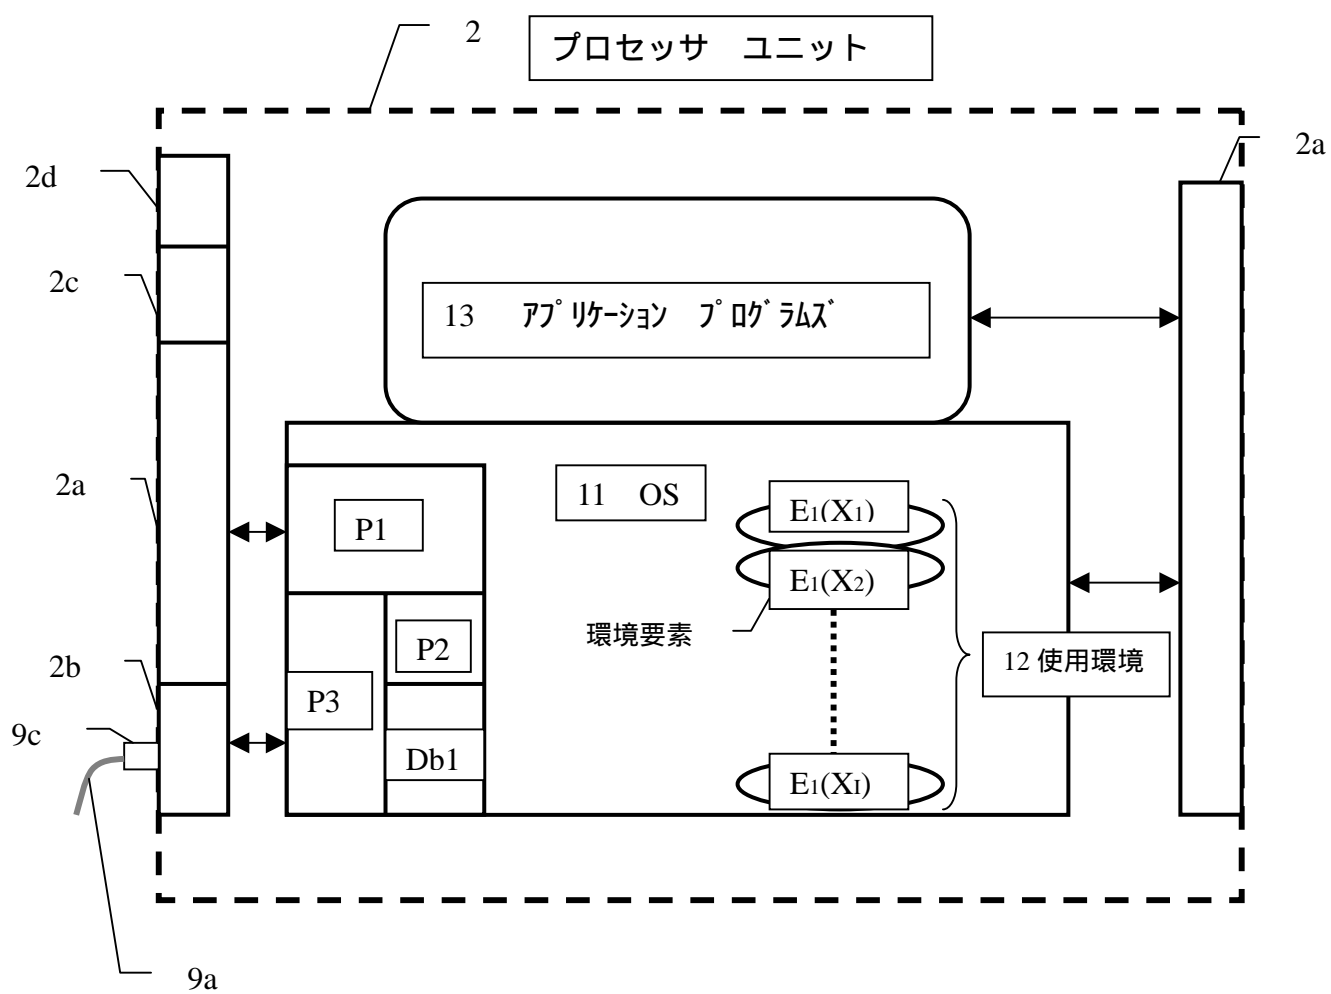 2
プロセッサ　ユニット
2a
2d
2c
13　アプリケーション　プログラムズ
2a
11　OS
E1(X1)
P1
E1(X2)
環境要素
P2
12 使用環境
2b
P3
9c
Db1
E1(XI)
9a